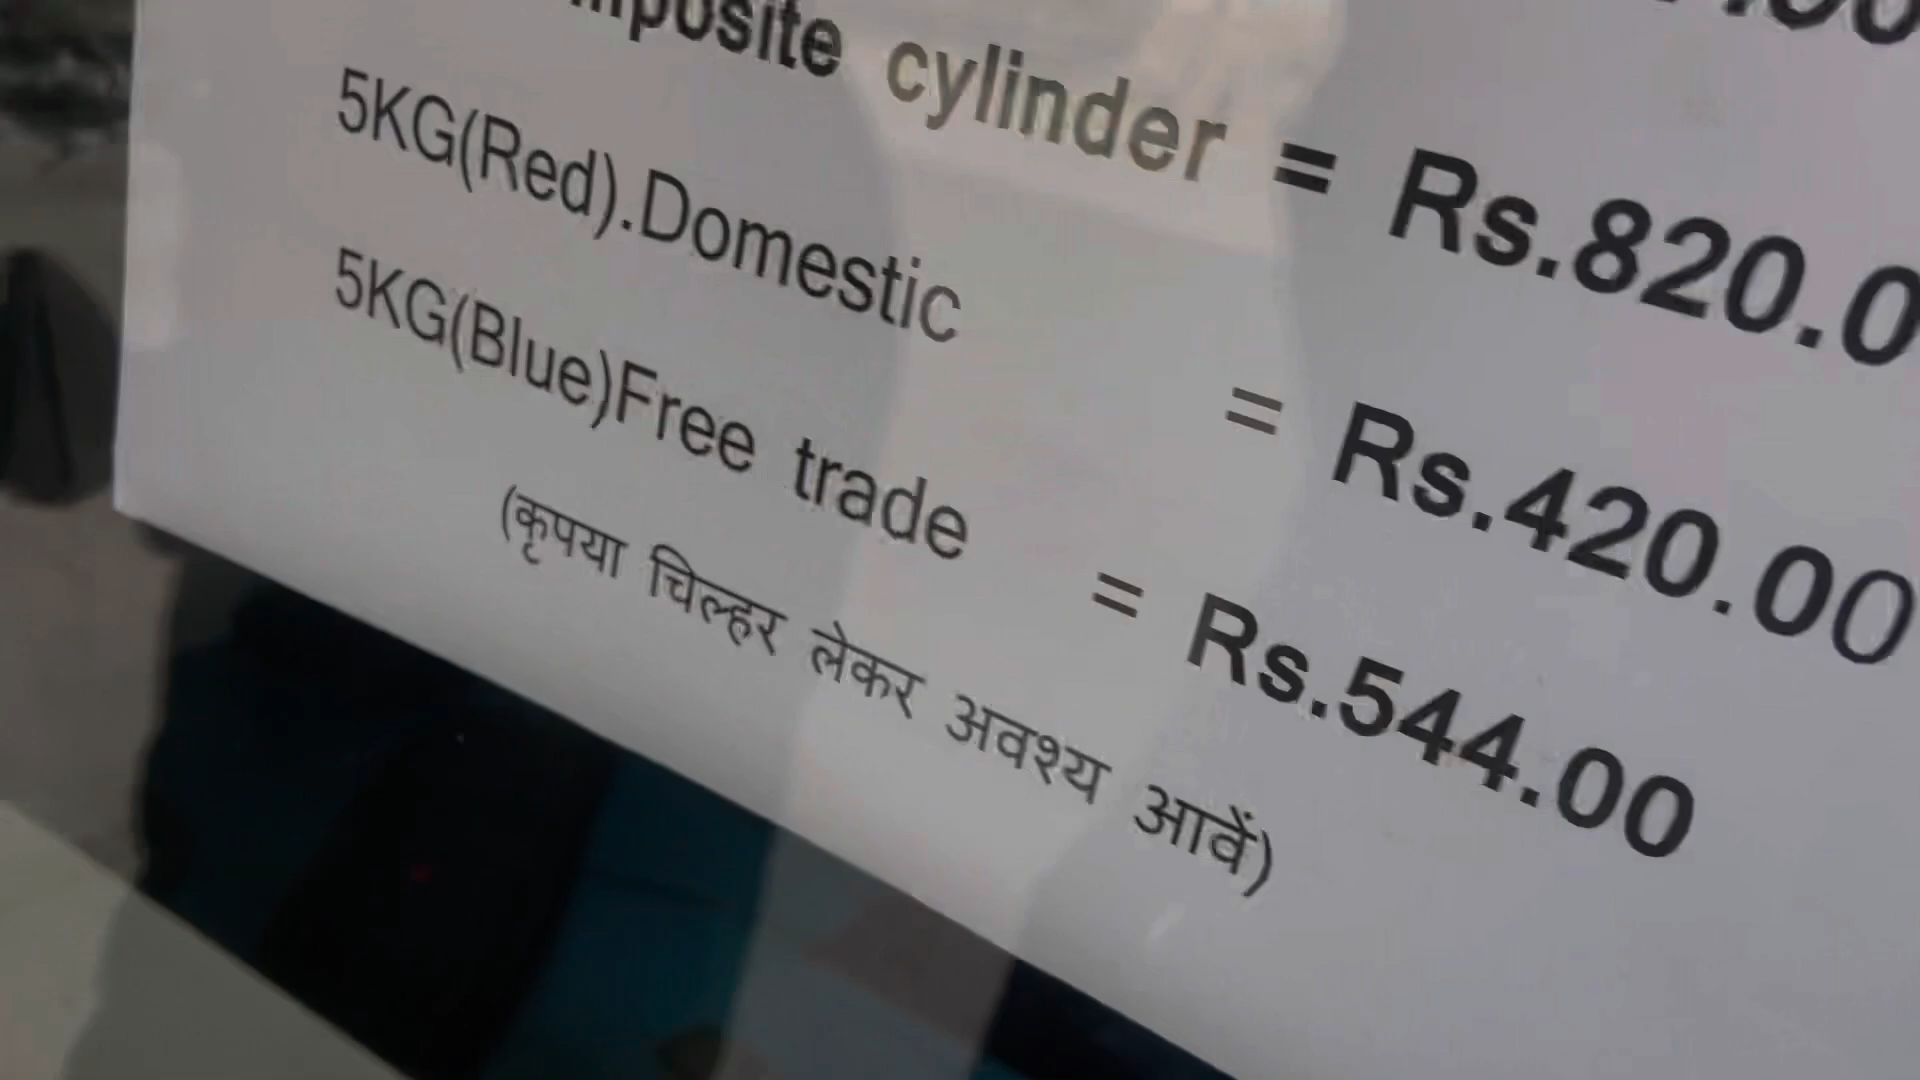 cylinder = Rs.820.0
5KG(Red).Domestic = Rs.420.00
5KG(Blue)Free trade = Rs.544.00
(कृपया चिल्हर लेकर अवश्य आवें)